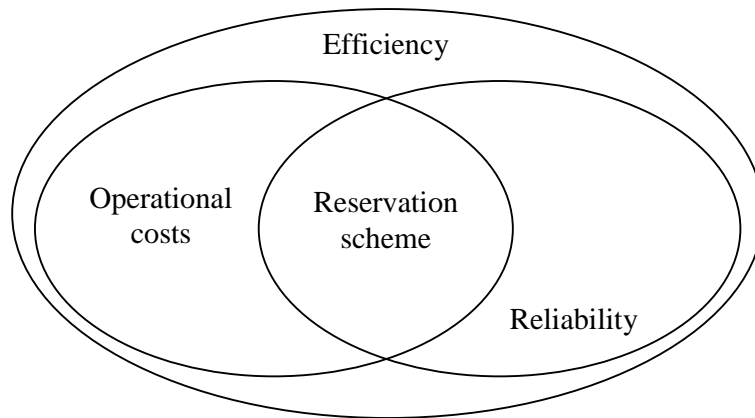 Efficiency
Operational
costs
Reservation
scheme
Reliability